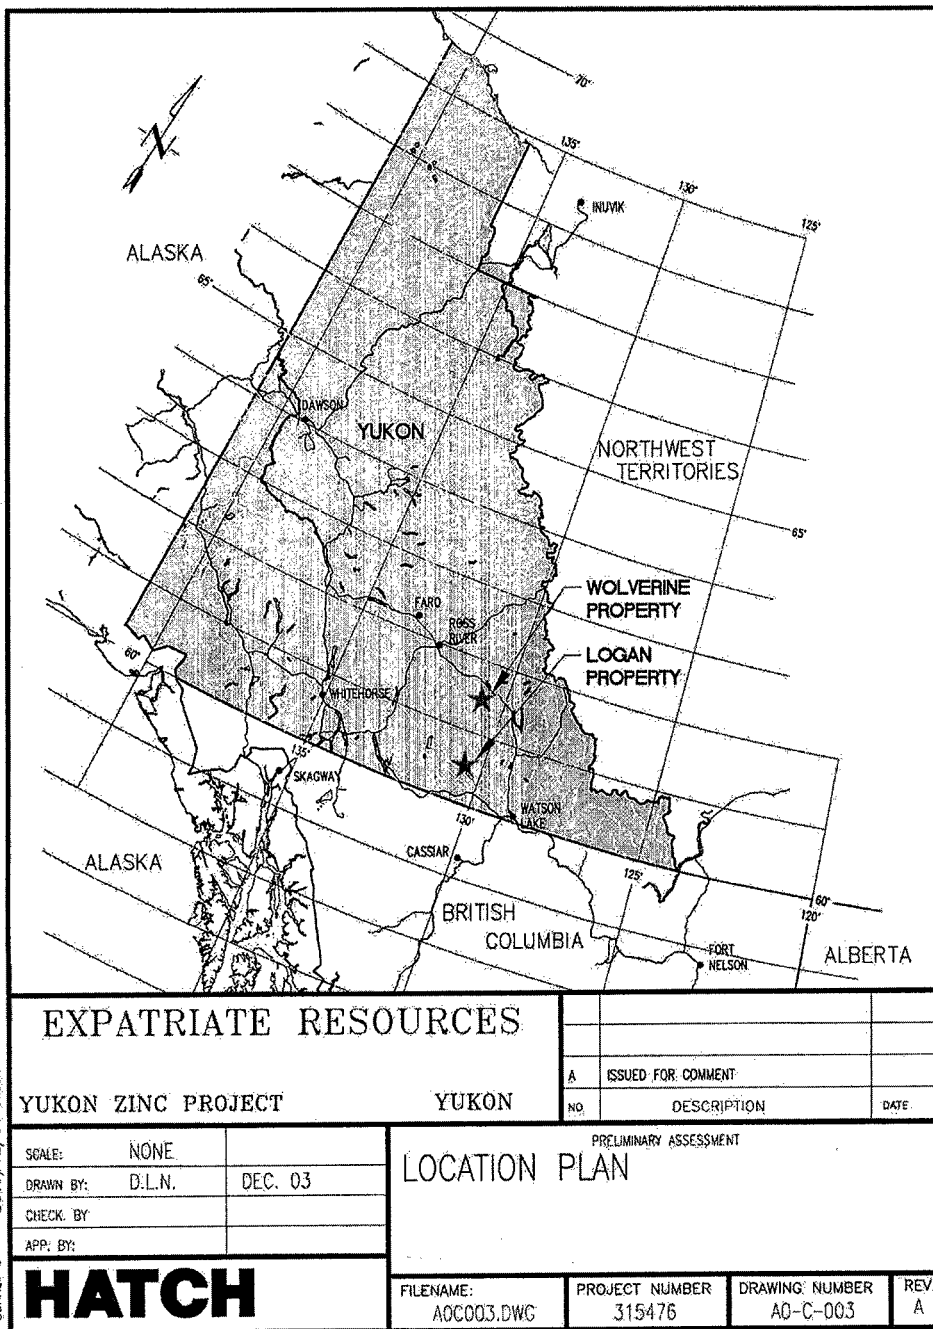 70°
135°
130°
125°
INUVIK
N
ALASKA
65°
DAWSON
YUKON
NORTHWEST
TERRITORIES
65°
WOLVERINE
PROPERTY
FARO
ROSS
RIVER
LOGAN
PROPERTY
60°
WHITEHORSE
135°
SKAGWAY
130°
WATSON
LAKE
CASSIAR
ALASKA
125°
60°
120°
BRITISH
COLUMBIA
FORT
NELSON
ALBERTA
EXPATRIATE RESOURCES
YUKON ZINC PROJECT YUKON
A ISSUED FOR COMMENT
NO. DESCRIPTION DATE
SCALE: NONE
DRAWN BY: D.L.N. DEC. 03
CHECK. BY
APP. BY:
HATCH
PRELIMINARY ASSESSMENT
LOCATION PLAN
FILENAME: PROJECT NUMBER DRAWING NUMBER REV.
A0C003.DWG 315476 A0-C-003 A